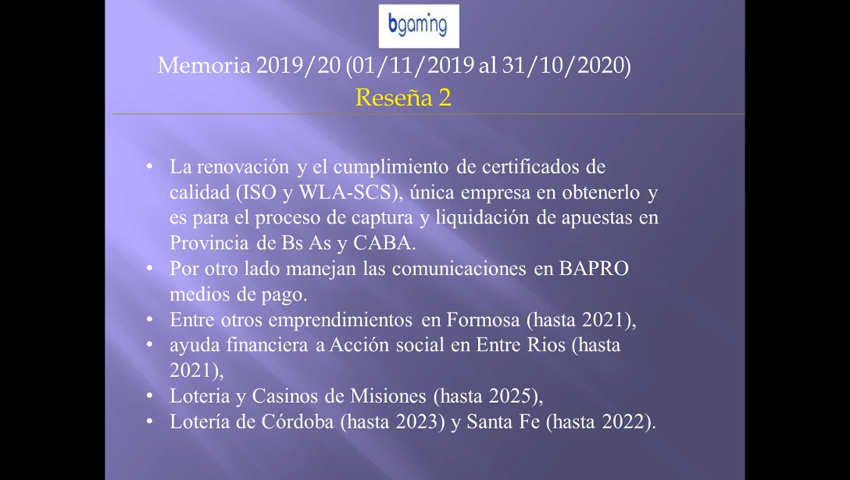 bgaming
Memoria 2019/20 (01/11/2019 al 31/10/2020)
Reseña 2
• La renovación y el cumplimiento de certificados de
calidad (ISO y WLA-SCS), única empresa en obtenerlo y
es para el proceso de captura y liquidación de apuestas en
Provincia de Bs As y CABA.
• Por otro lado manejan las comunicaciones en BAPRO
medios de pago.
• Entre otros emprendimientos en Formosa (hasta 2021),
• ayuda financiera a Acción social en Entre Rios (hasta
2021),
• Loteria y Casinos de Misiones (hasta 2025),
• Lotería de Córdoba (hasta 2023) y Santa Fe (hasta 2022).